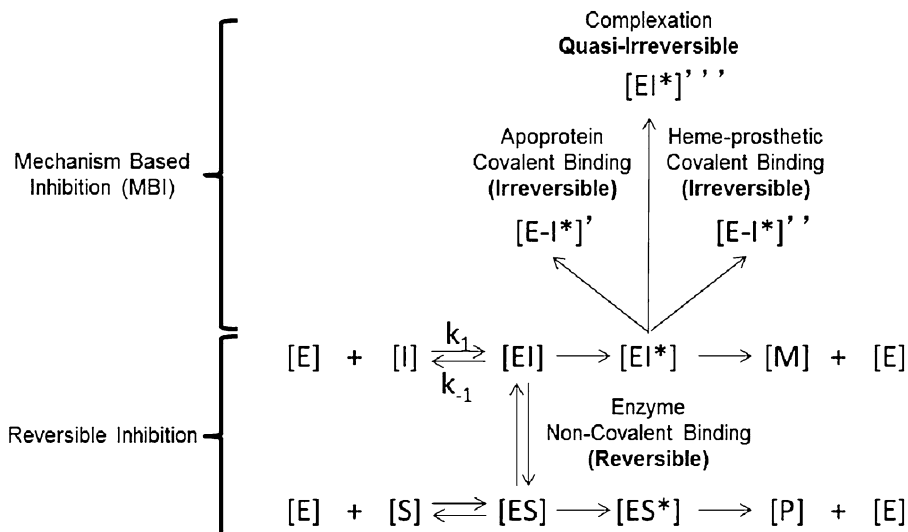 Complexation
Quasi-Irreversible
[EI*]’’’
Apoprotein
Covalent Binding
(Irreversible)
[E-I*]’
Heme-prosthetic
Covalent Binding
(Irreversible)
[E-I*]’’
Mechanism Based
Inhibition (MBI)
[E] + [I] k₁ k₋₁ [EI] [EI*] [M] + [E]
Enzyme
Non-Covalent Binding
(Reversible)
Reversible Inhibition
[E] + [S] [ES] [ES*] [P] + [E]